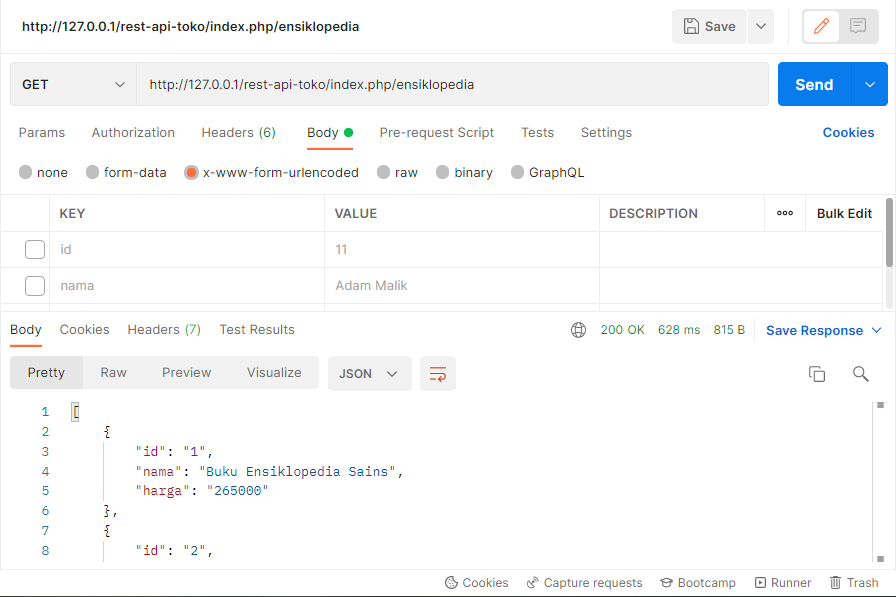 http://127.0.0.1/rest-api-toko/index.php/ensiklopedia Save
GET http://127.0.0.1/rest-api-toko/index.php/ensiklopedia Send
Params Authorization Headers (6) Body Pre-request Script Tests Settings Cookies
none form-data x-www-form-urlencoded raw binary GraphQL
KEY VALUE DESCRIPTION ooo Bulk Edit
id 11
nama Adam Malik
Body Cookies Headers (7) Test Results 200 OK 628 ms 815 B Save Response
Pretty Raw Preview Visualize JSON
1 [
2 {
3 "id": "1",
4 "nama": "Buku Ensiklopedia Sains",
5 "harga": "265000"
6 },
7 {
8 "id": "2",
Cookies Capture requests Bootcamp Runner Trash